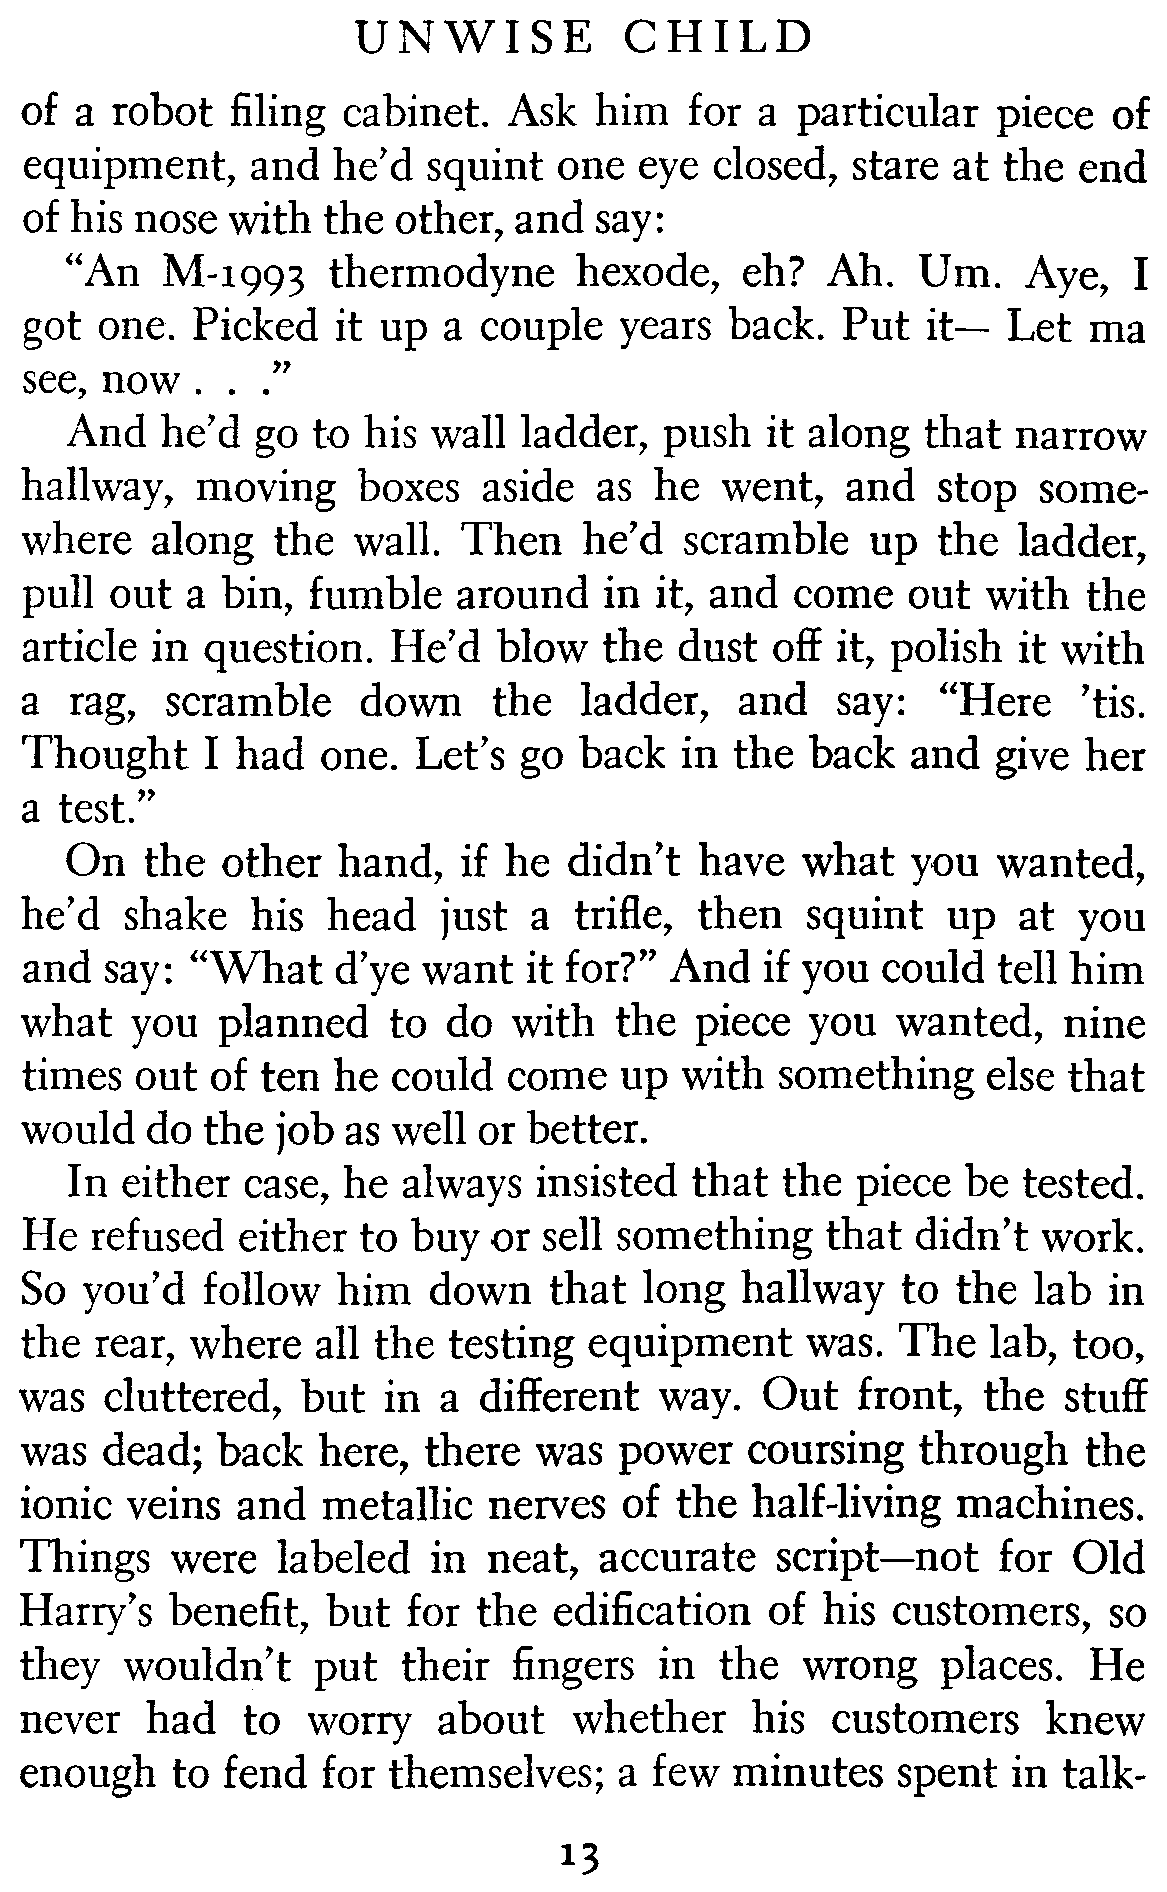 UNWISE CHILD
of a robot filing cabinet. Ask him for a particular piece of
equipment, and he’d squint one eye closed, stare at the end
of his nose with the other, and say:
“An M-1993 thermodyne hexode, eh? Ah. Um. Aye, I
got one. Picked it up a couple years back. Put it— Let ma
see, now . . .”
And he’d go to his wall ladder, push it along that narrow
hallway, moving boxes aside as he went, and stop some-
where along the wall. Then he’d scramble up the ladder,
pull out a bin, fumble around in it, and come out with the
article in question. He’d blow the dust off it, polish it with
a rag, scramble down the ladder, and say: “Here ’tis.
Thought I had one. Let’s go back in the back and give her
a test.”
On the other hand, if he didn’t have what you wanted,
he’d shake his head just a trifle, then squint up at you
and say: “What d’ye want it for?” And if you could tell him
what you planned to do with the piece you wanted, nine
times out of ten he could come up with something else that
would do the job as well or better.
In either case, he always insisted that the piece be tested.
He refused either to buy or sell something that didn’t work.
So you’d follow him down that long hallway to the lab in
the rear, where all the testing equipment was. The lab, too,
was cluttered, but in a different way. Out front, the stuff
was dead; back here, there was power coursing through the
ionic veins and metallic nerves of the half-living machines.
Things were labeled in neat, accurate script—not for Old
Harry’s benefit, but for the edification of his customers, so
they wouldn’t put their fingers in the wrong places. He
never had to worry about whether his customers knew
enough to fend for themselves; a few minutes spent in talk-
13